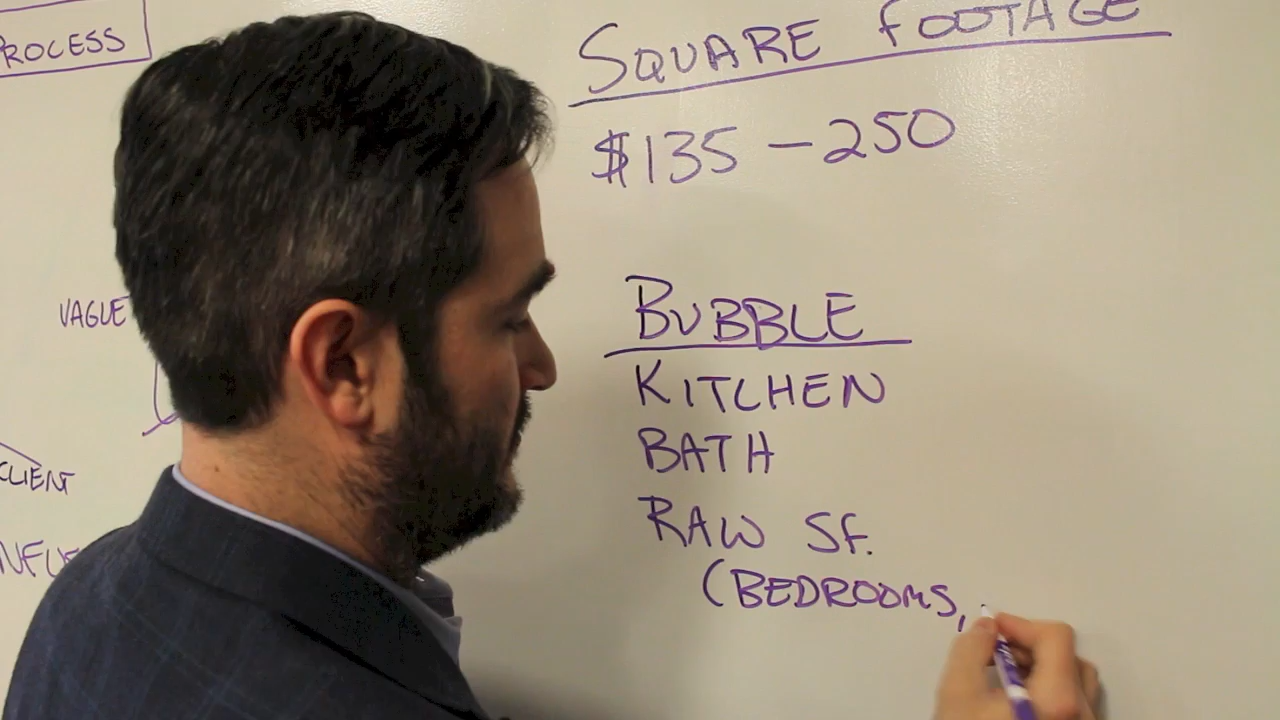 PROCESS
VAGUE
CLIENT
SQUARE FOOTAGE
$135 - 250
BUBBLE
KITCHEN
BATH
RAW SF.
(BEDROOMS,